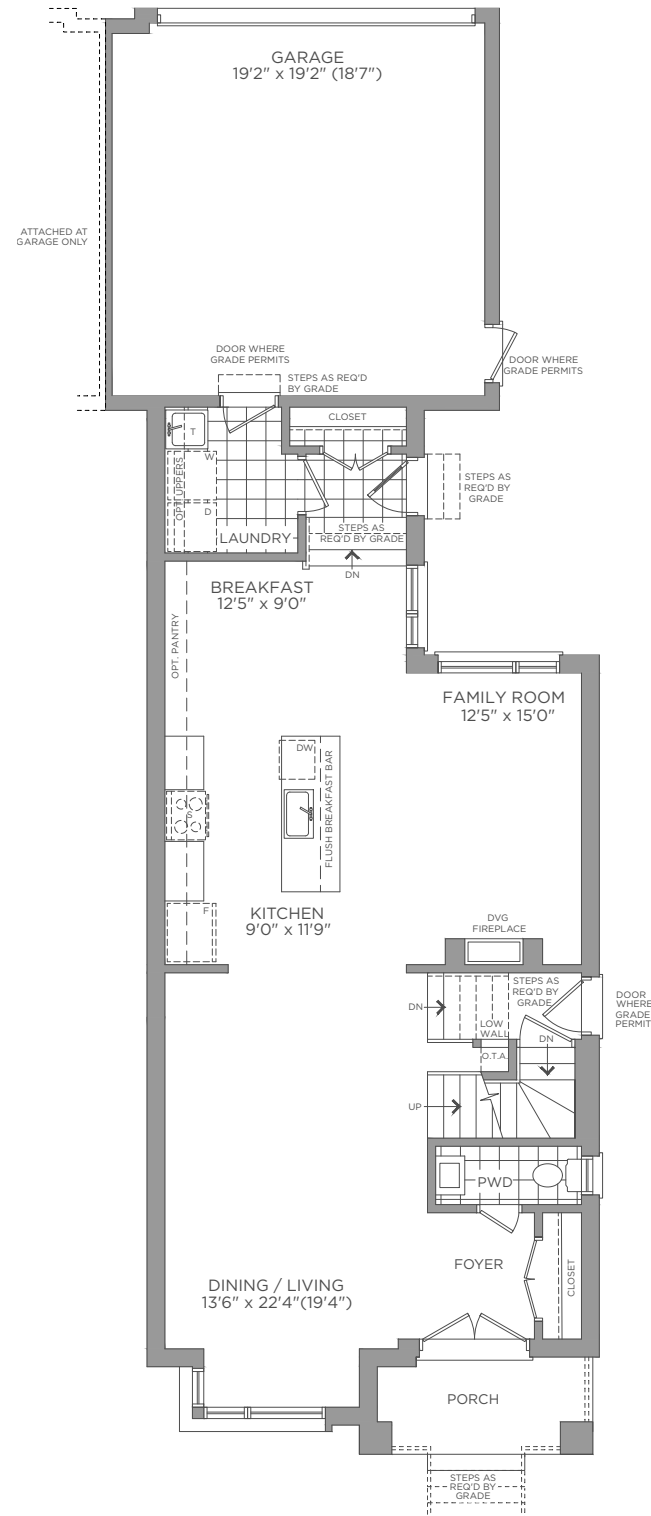 GARAGE
19'2" x 19'2" (18'7")
ATTACHED AT
GARAGE ONLY
DOOR WHERE
GRADE PERMITS
STEPS AS REQ'D
BY GRADE
DOOR WHERE
GRADE PERMITS
CLOSET
T
W
OPT UPPERS
D
LAUNDRY
STEPS AS
REQ'D BY
GRADE
STEPS AS
REQ'D BY GRADE
DN
BREAKFAST
12'5" x 9'0"
OPT. PANTRY
FAMILY ROOM
12'5" x 15'0"
DW
FLUSH BREAKFAST BAR
S
F
KITCHEN
9'0" x 11'9"
DVG
FIREPLACE
DN
STEPS AS
REQ'D BY
GRADE
DOOR
WHERE
GRADE
PERMIT
LOW
WALL
O.T.A.
DN
UP
PWD
FOYER
CLOSET
DINING / LIVING
13'6" x 22'4"(19'4")
PORCH
STEPS AS
REQ'D BY
GRADE